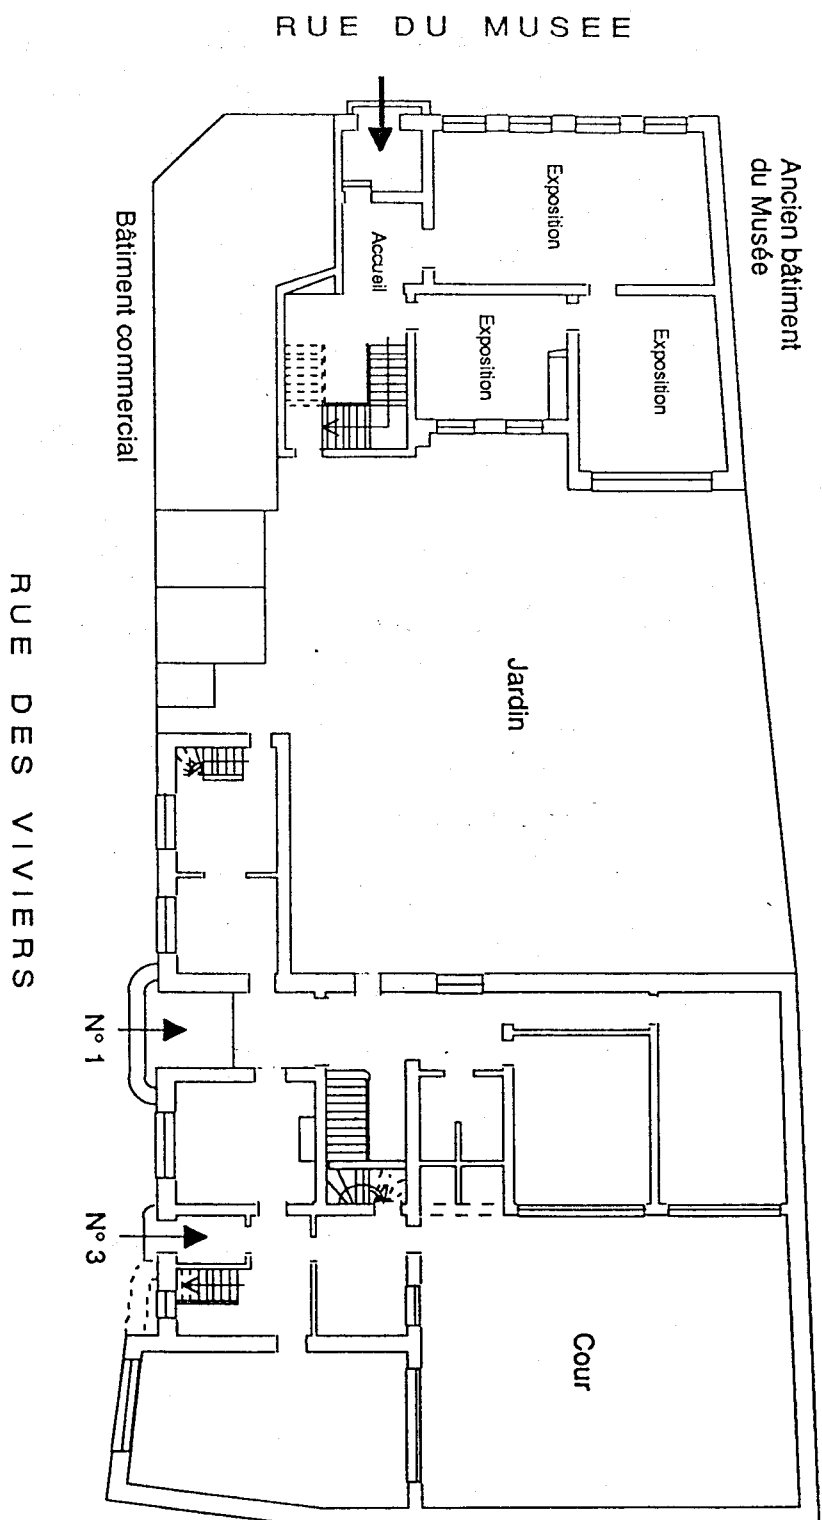 RUE DU MUSEE
Ancien bâtiment
du Musée
Exposition
Accueil
Exposition
Exposition
Bâtiment commercial
RUE DES VIVIERS
Jardin
N° 1
N° 3
Cour